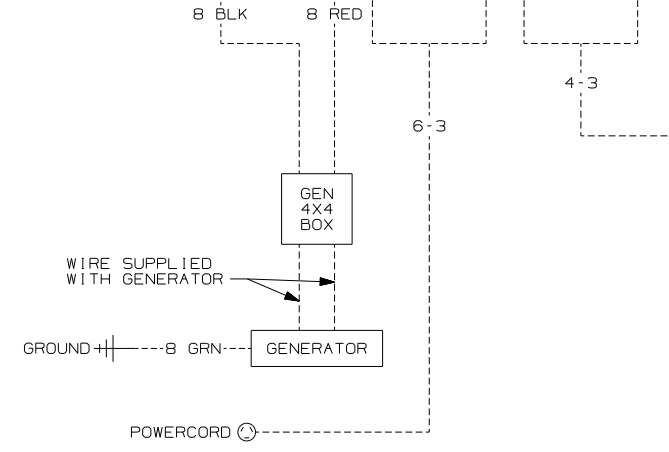 8 BLK
8 RED
4-3
6-3
GEN
4X4
BOX
WIRE SUPPLIED
WITH GENERATOR
GROUND
8 GRN
GENERATOR
POWERCORD